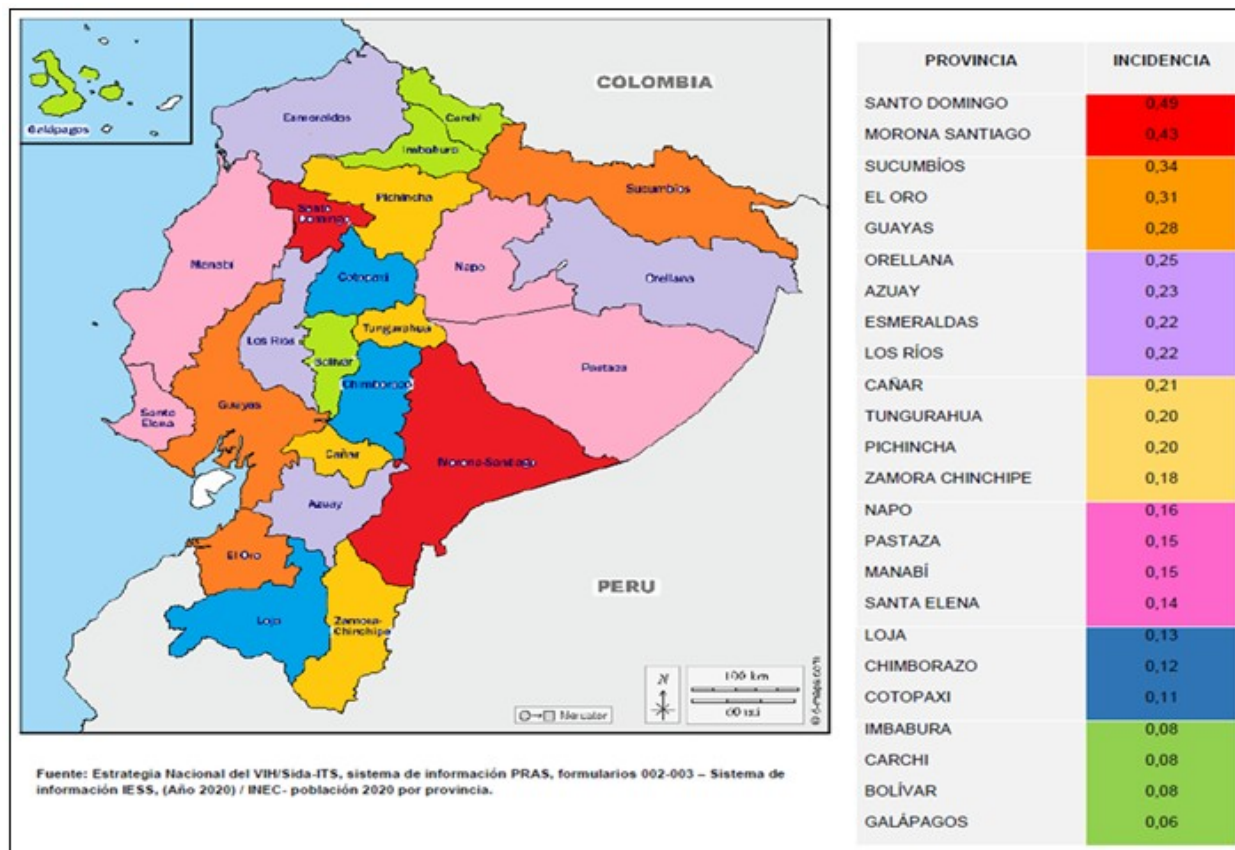 COLOMBIA
Esmeraldas
Carchi
Imbabura
Galápagos
Sucumbíos
Pichincha
Santo
Domingo
Manabí
Napo
Orellana
Cotopaxi
Los Ríos
Tungurahua
Bolívar
Pastaza
Chimborazo
Guayas
Santa
Elena
Cañar
Morona-Santiago
Azuay
El Oro
PERU
Loja
Zamora-
Chinchipe
N
100 km
60 mi
Mercator
© d-maps.com
Fuente: Estrategia Nacional del VIH/Sida-ITS, sistema de información PRAS, formularios 002-003 – Sistema de
información IESS, (Año 2020) / INEC- población 2020 por provincia.
PROVINCIA INCIDENCIA
SANTO DOMINGO 0,49
MORONA SANTIAGO 0,43
SUCUMBÍOS 0,34
EL ORO 0,31
GUAYAS 0,28
ORELLANA 0,25
AZUAY 0,23
ESMERALDAS 0,22
LOS RÍOS 0,22
CAÑAR 0,21
TUNGURAHUA 0,20
PICHINCHA 0,20
ZAMORA CHINCHIPE 0,18
NAPO 0,16
PASTAZA 0,15
MANABÍ 0,15
SANTA ELENA 0,14
LOJA 0,13
CHIMBORAZO 0,12
COTOPAXI 0,11
IMBABURA 0,08
CARCHI 0,08
BOLÍVAR 0,08
GALÁPAGOS 0,06